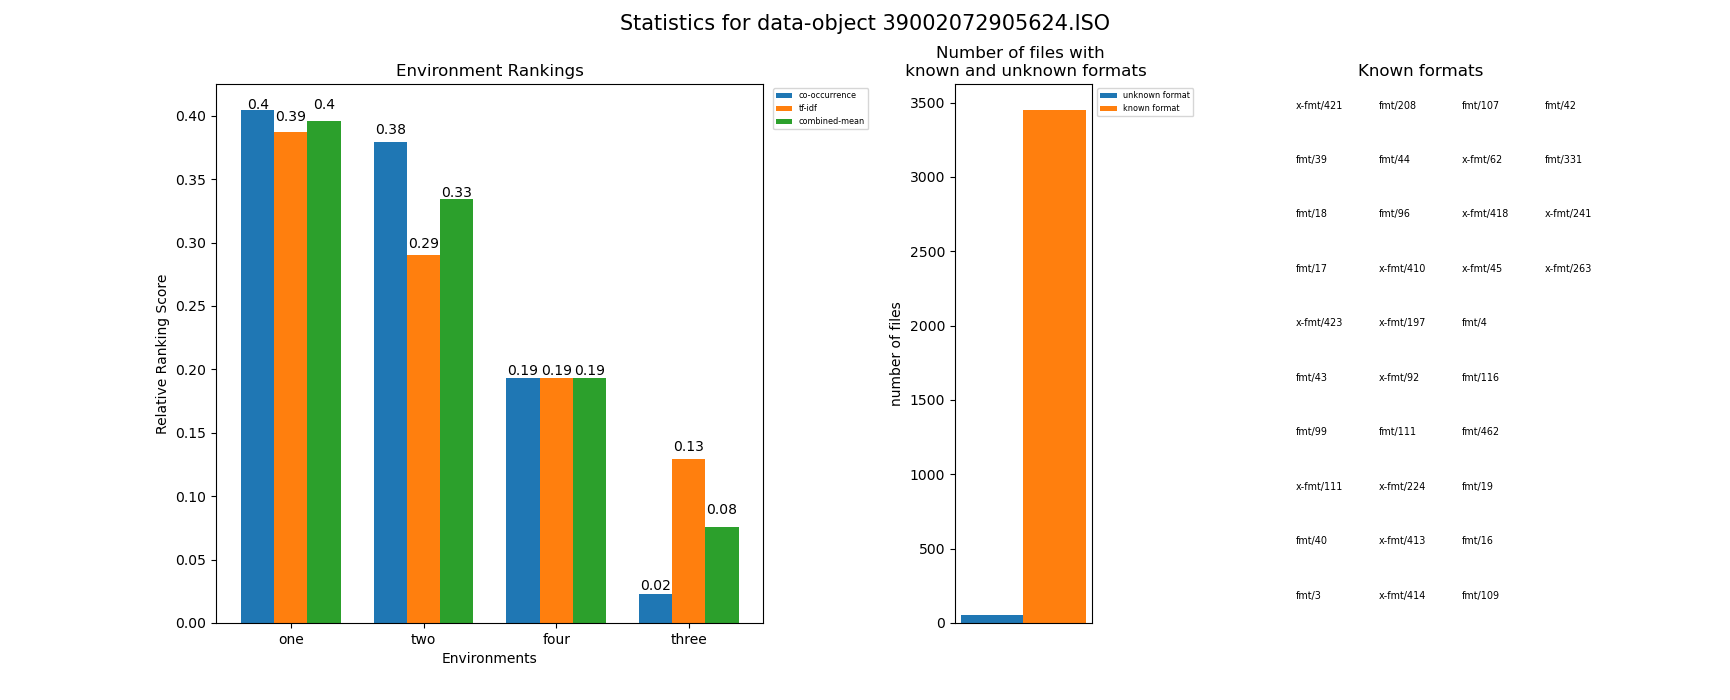 Statistics for data-object 39002072905624.ISO
Environment Rankings
0.40
0.35
0.30
0.25
0.20
0.15
0.10
0.05
0.00
Relative Ranking Score
0.4
0.39
0.4
0.38
0.29
0.33
0.19
0.19
0.19
0.02
0.13
0.08
one
two
four
three
Environments
co-occurrence
tf-idf
combined-mean
Number of files with
known and unknown formats
3500
3000
2500
2000
1500
1000
500
0
number of files
unknown format
known format
Known formats
x-fmt/421 fmt/208 fmt/107 fmt/42
fmt/39 fmt/44 x-fmt/62 fmt/331
fmt/18 fmt/96 x-fmt/418 x-fmt/241
fmt/17 x-fmt/410 x-fmt/45 x-fmt/263
x-fmt/423 x-fmt/197 fmt/4
fmt/43 x-fmt/92 fmt/116
fmt/99 fmt/111 fmt/462
x-fmt/111 x-fmt/224 fmt/19
fmt/40 x-fmt/413 fmt/16
fmt/3 x-fmt/414 fmt/109